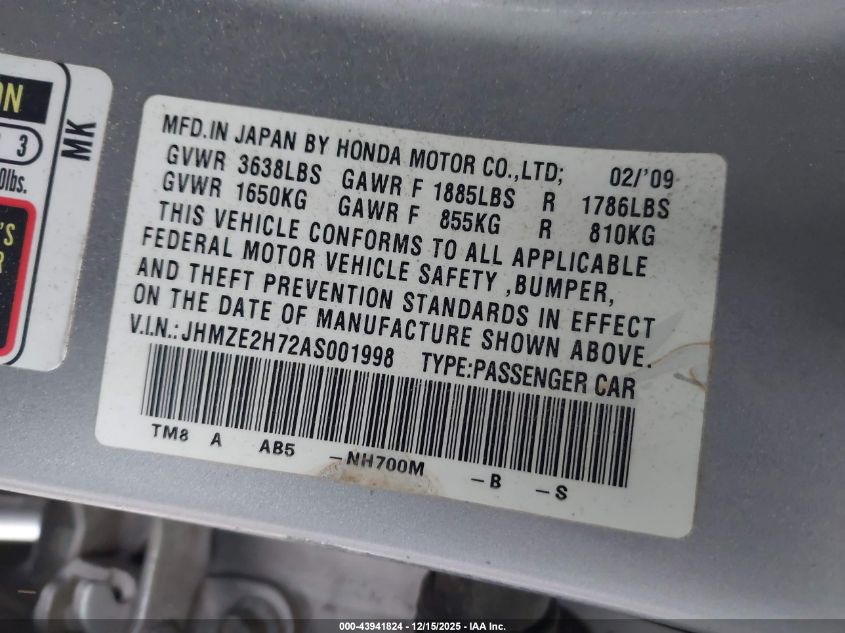 ON
3
0lbs.
'S
R
MK
MFD.IN JAPAN BY HONDA MOTOR CO.,LTD; 02/'09
GVWR 3638LBS GAWR F 1885LBS R 1786LBS
GVWR 1650KG GAWR F 855KG R 810KG
THIS VEHICLE CONFORMS TO ALL APPLICABLE
FEDERAL MOTOR VEHICLE SAFETY ,BUMPER,
AND THEFT PREVENTION STANDARDS IN EFFECT
ON THE DATE OF MANUFACTURE SHOWN ABOVE.
V.I.N.:JHMZE2H72AS001998 TYPE:PASSENGER CAR
TM8 A AB5 -NH700M -B -S
000-43941824 - 12/15/2025 - IAA Inc.